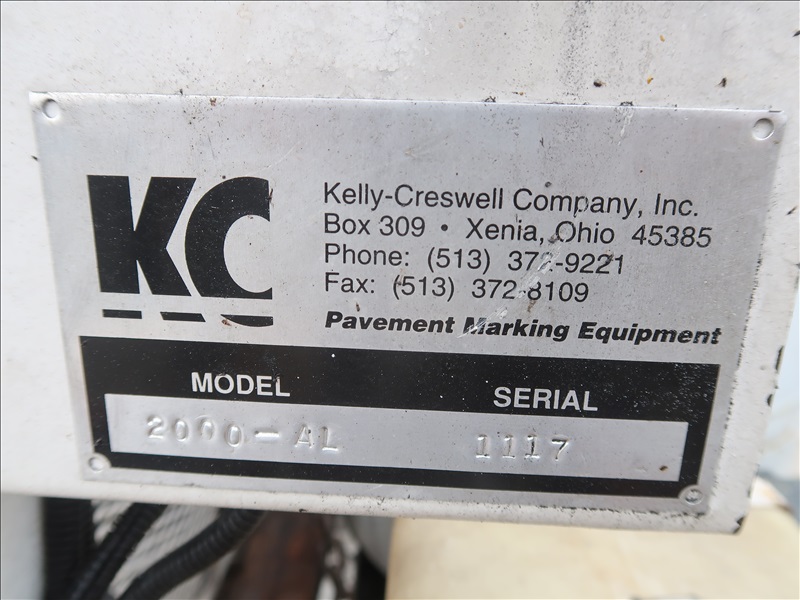 KC
Kelly-Creswell Company, Inc.
Box 309 • Xenia, Ohio 45385
Phone: (513) 372-9221
Fax: (513) 372-8109
Pavement Marking Equipment
MODEL SERIAL
2000-AL 1117